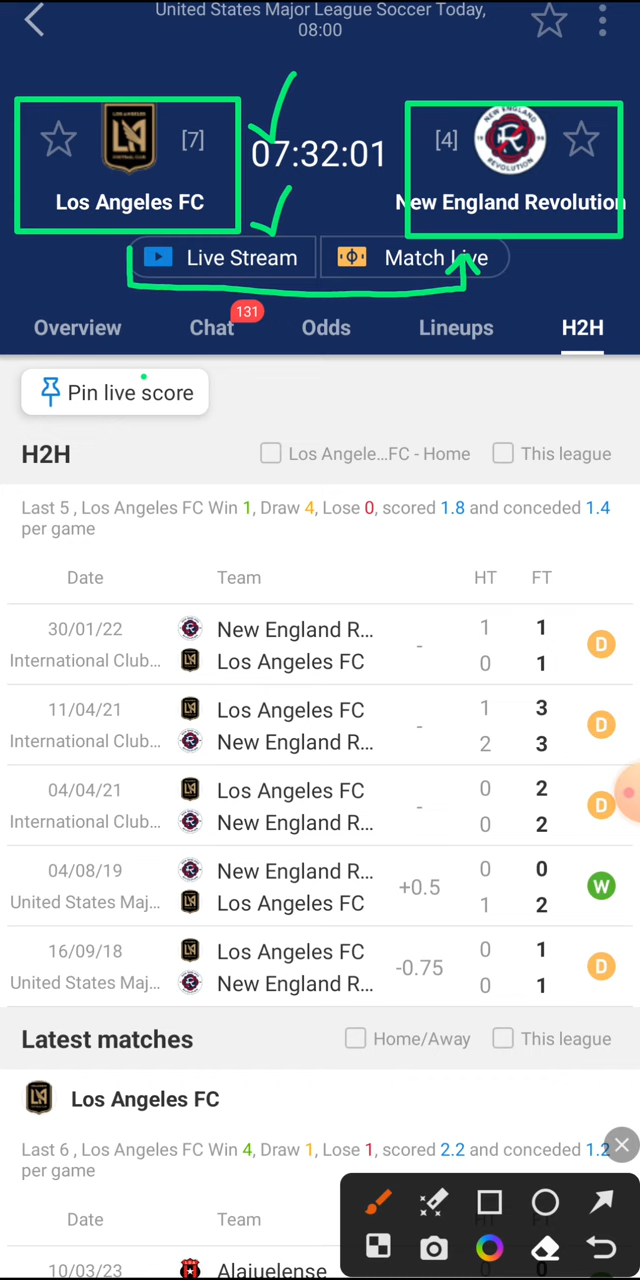 United States Major League Soccer Today,
08:00
[7]
07:32:01
[4]
Los Angeles FC
New England Revolution
Live Stream
Match Live
131
Overview Chat Odds Lineups H2H
Pin live score
H2H Los Angele...FC - Home This league
Last 5 , Los Angeles FC Win 1, Draw 4, Lose 0, scored 1.8 and conceded 1.4
per game
Date Team HT FT
30/01/22 New England R... 1 1
International Club... Los Angeles FC - 0 1 D
11/04/21 Los Angeles FC 1 3
International Club... New England R... - 2 3 D
04/04/21 Los Angeles FC 0 2
International Club... New England R... - 0 2 D
04/08/19 New England R... 0 0
United States Maj... Los Angeles FC +0.5 1 2 W
16/09/18 Los Angeles FC 0 1
United States Maj... New England R... -0.75 0 1 D
Latest matches Home/Away This league
Los Angeles FC
Last 6 , Los Angeles FC Win 4, Draw 1, Lose 1, scored 2.2 and conceded 1.2
per game
Date Team
10/03/23 Alajuelense